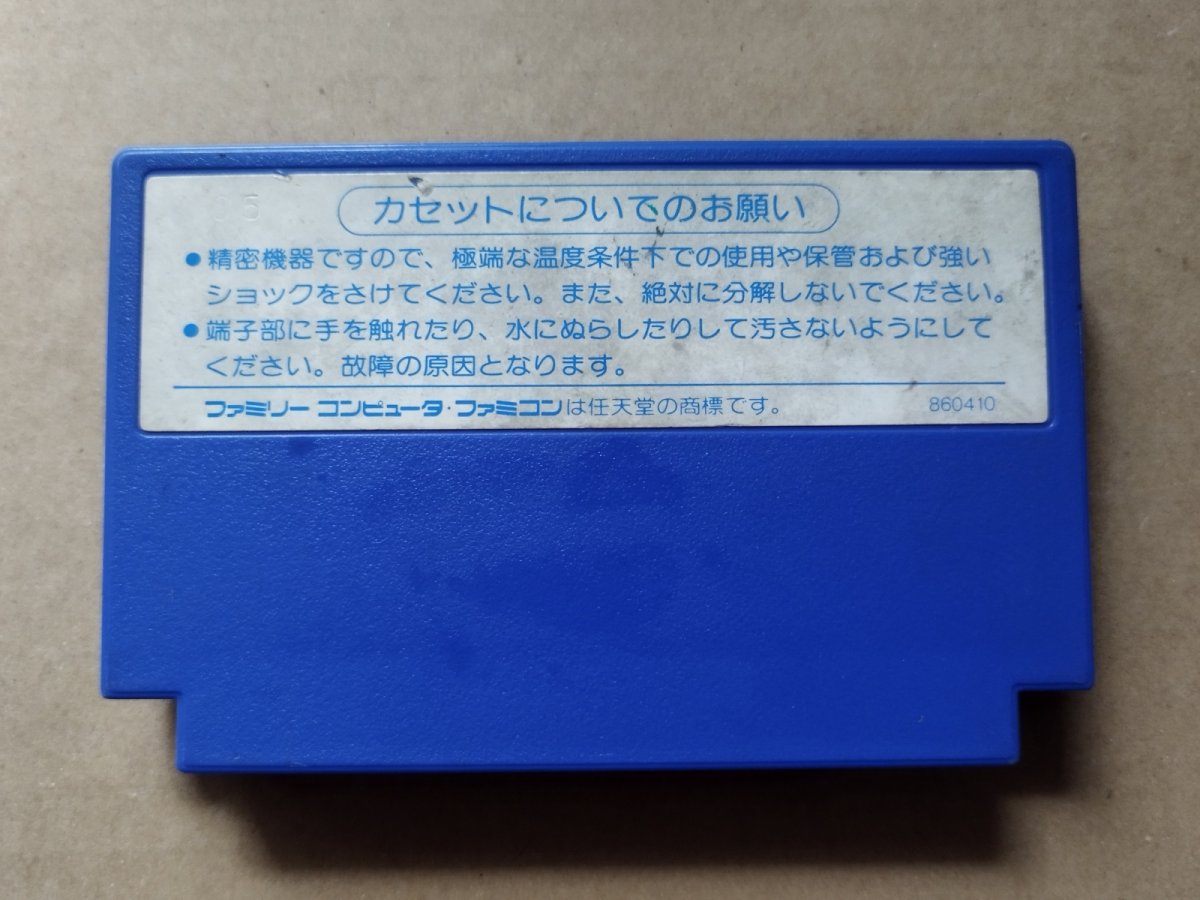 カセットについてのお願い
●精密機器ですので、極端な温度条件下での使用や保管および強い
ショックをさけてください。また、絶対に分解しないでください。
●端子部に手を触れたり、水にぬらしたりして汚さないようにして
ください。故障の原因となります。
ファミリー コンピュータ・ファミコンは任天堂の商標です。 860410